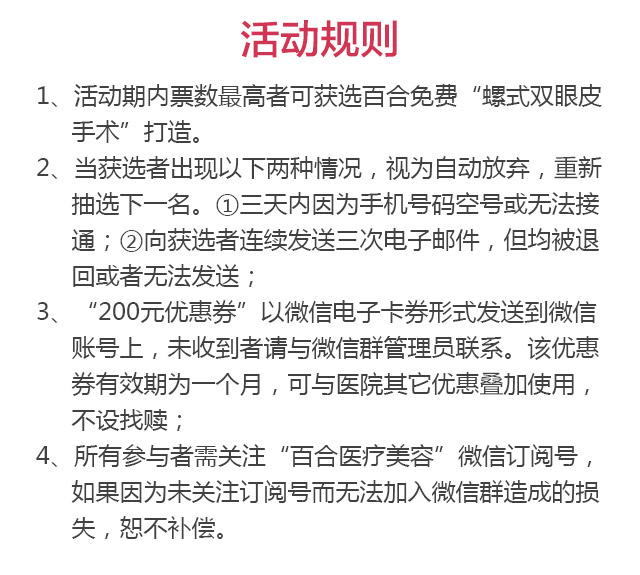 活动规则
1、活动期内票数最高者可获选百合免费“螺式双眼皮
手术”打造。
2、当获选者出现以下两种情况，视为自动放弃，重新
抽选下一名。①三天内因为手机号码空号或无法接
通；②向获选者连续发送三次电子邮件，但均被退
回或者无法发送；
3、“200元优惠券”以微信电子卡券形式发送到微信
账号上，未收到者请与微信群管理员联系。该优惠
券有效期为一个月，可与医院其它优惠叠加使用，
不设找赎；
4、所有参与者需关注“百合医疗美容”微信订阅号，
如果因为未关注订阅号而无法加入微信群造成的损
失，恕不补偿。